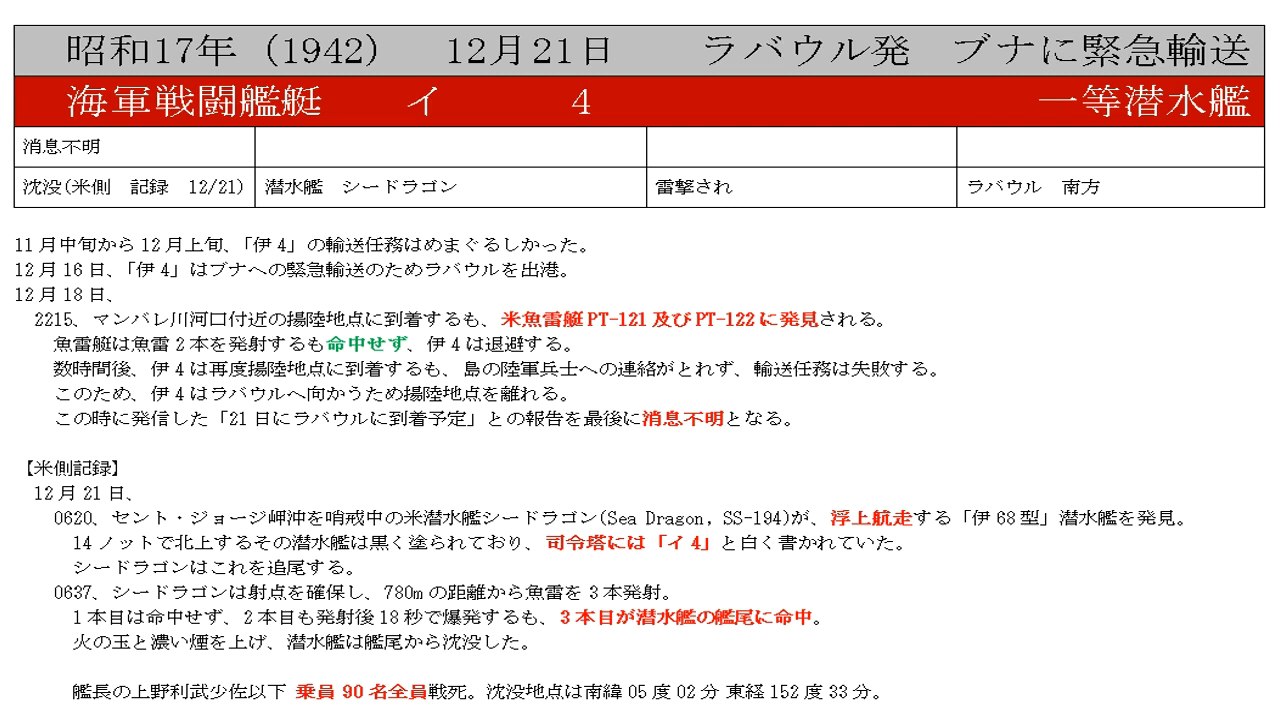 昭和17年（1942）　12月21日　　ラバウル発　ブナに緊急輸送
海軍戦闘艦艇　　イ　　　4　　　一等潜水艦
消息不明
沈没(米側　記録　12/21)　潜水艦　シードラゴン　雷撃され　ラバウル　南方
11月中旬から12月上旬、「伊4」の輸送任務はめまぐるしかった。
12月16日、「伊4」はブナへの緊急輸送のためラバウルを出港。
12月18日、
2215、マンバレ川河口付近の揚陸地点に到着するも、米魚雷艇PT-121及びPT-122に発見される。
魚雷艇は魚雷2本を発射するも命中せず、伊4は退避する。
数時間後、伊4は再度揚陸地点に到着するも、島の陸軍兵士への連絡がとれず、輸送任務は失敗する。
このため、伊4はラバウルへ向かうため揚陸地点を離れる。
この時に発信した「21日にラバウルに到着予定」との報告を最後に消息不明となる。
【米側記録】
12月21日、
0620、セント・ジョージ岬沖を哨戒中の米潜水艦シードラゴン(Sea Dragon, SS-194)が、浮上航走する「伊68型」潜水艦を発見。
14ノットで北上するその潜水艦は黒く塗られており、司令塔には「イ4」と白く書かれていた。
シードラゴンはこれを追尾する。
0637、シードラゴンは射点を確保し、780mの距離から魚雷を3本発射。
1本目は命中せず、2本目も発射後18秒で爆発するも、3本目が潜水艦の艦尾に命中。
火の玉と濃い煙を上げ、潜水艦は艦尾から沈没した。
艦長の上野利武少佐以下 乗員90名全員戦死。沈没地点は南緯05度02分 東経152度33分。